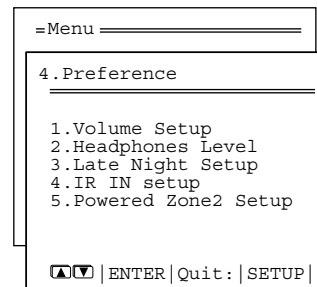 Menu
4.Preference
1.Volume Setup
2.Headphones Level
3.Late Night Setup
4.IR IN setup
5.Powered Zone2 Setup
▲▼|ENTER|Quit:|SETUP|